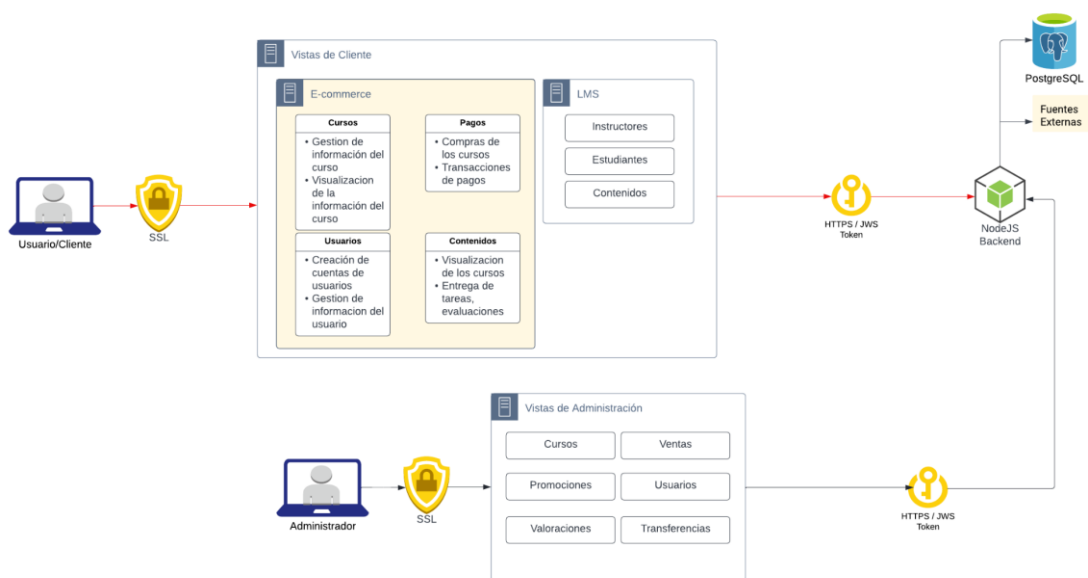 PostgreSQL
Fuentes
Externas
Vistas de Cliente
E-commerce
Cursos
• Gestion de
información del
curso
• Visualizacion
de la
información del
curso
Pagos
• Compras de
los cursos
• Transacciones
de pagos
Usuarios
• Creación de
cuentas de
usuarios
• Gestion de
informacion del
usuario
Contenidos
• Visualizacion
de los cursos
• Entrega de
tareas,
evaluaciones
LMS
Instructores
Estudiantes
Contenidos
Usuario/Cliente
SSL
HTTPS / JWS
Token
NodeJS
Backend
Vistas de Administración
Cursos
Ventas
Promociones
Usuarios
Valoraciones
Transferencias
Administrador
SSL
HTTPS / JWS
Token